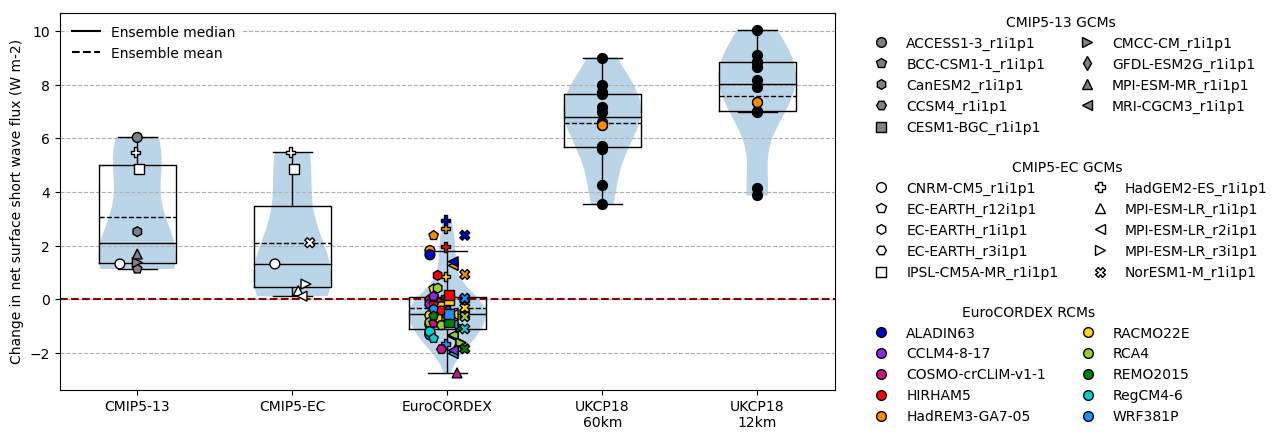 Change in net surface short wave flux (W m-2)
10
8
6
4
2
0
−2
Ensemble median
Ensemble mean
CMIP5-13
CMIP5-EC
EuroCORDEX
UKCP18
60km
UKCP18
12km
CMIP5-13 GCMs
ACCESS1-3_r1i1p1
BCC-CSM1-1_r1i1p1
CanESM2_r1i1p1
CCSM4_r1i1p1
CESM1-BGC_r1i1p1
CMCC-CM_r1i1p1
GFDL-ESM2G_r1i1p1
MPI-ESM-MR_r1i1p1
MRI-CGCM3_r1i1p1
CMIP5-EC GCMs
CNRM-CM5_r1i1p1
EC-EARTH_r12i1p1
EC-EARTH_r1i1p1
EC-EARTH_r3i1p1
IPSL-CM5A-MR_r1i1p1
HadGEM2-ES_r1i1p1
MPI-ESM-LR_r1i1p1
MPI-ESM-LR_r2i1p1
MPI-ESM-LR_r3i1p1
NorESM1-M_r1i1p1
EuroCORDEX RCMs
ALADIN63
CCLM4-8-17
COSMO-crCLIM-v1-1
HIRHAM5
HadREM3-GA7-05
RACMO22E
RCA4
REMO2015
RegCM4-6
WRF381P